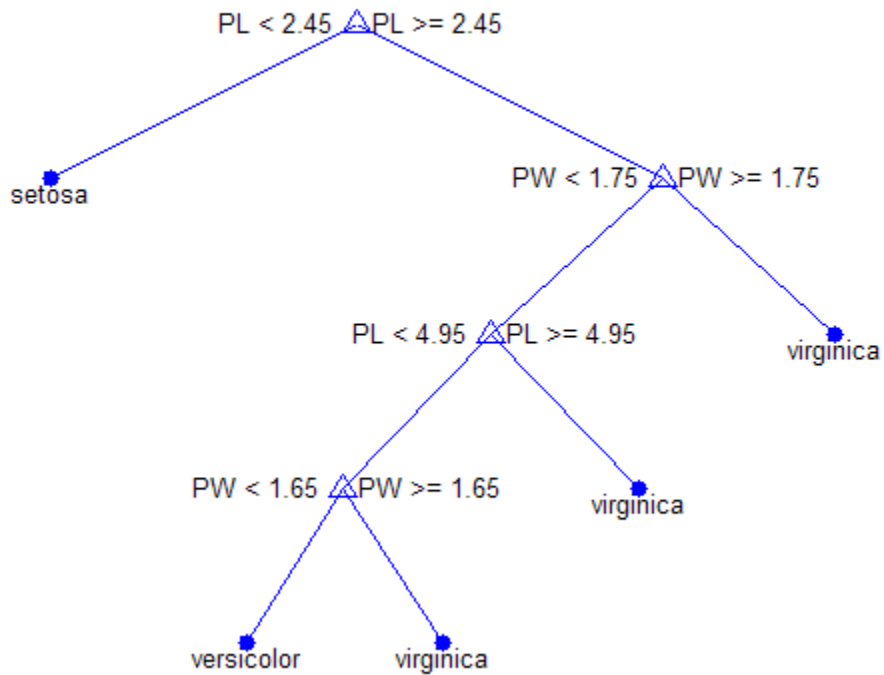 PL < 2.45 PL >= 2.45
setosa
PW < 1.75 PW >= 1.75
PL < 4.95 PL >= 4.95
virginica
PW < 1.65 PW >= 1.65
virginica
versicolor virginica